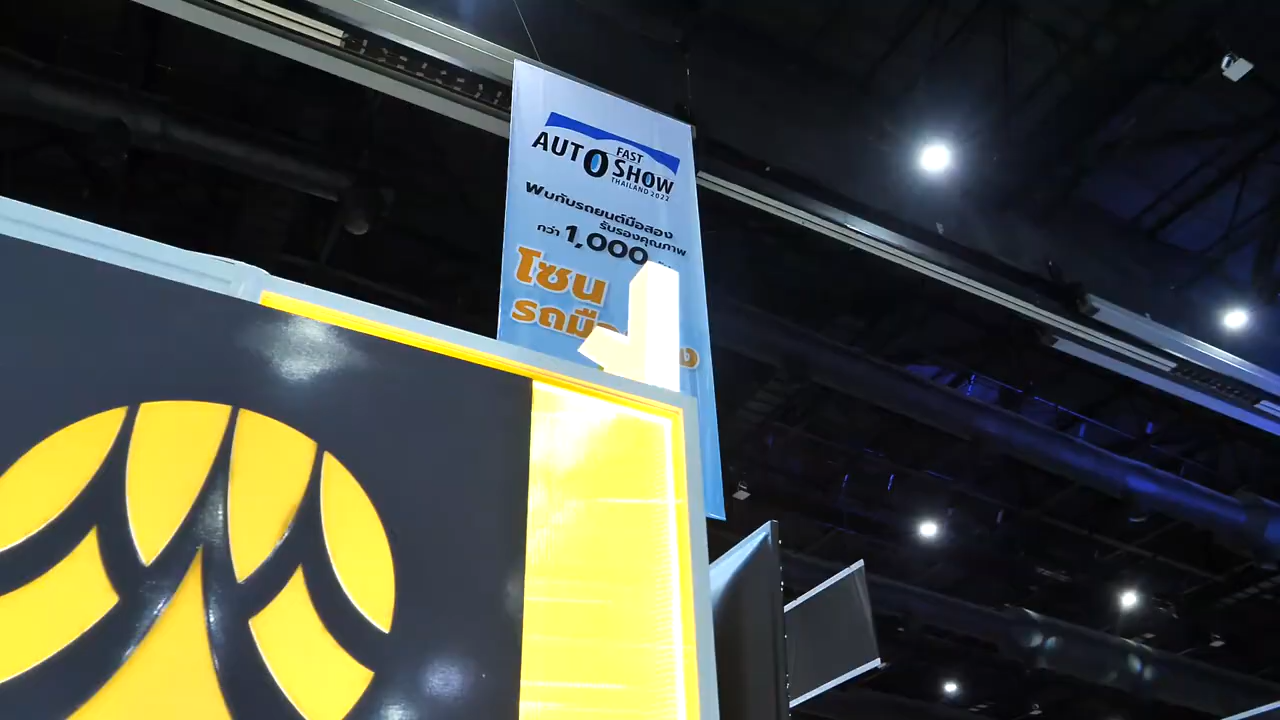 FAST
AUTO SHOW
THAILAND 2022
พบกับรถยนต์มือสอง
รับรองคุณภาพ
กว่า 1,000
โซน